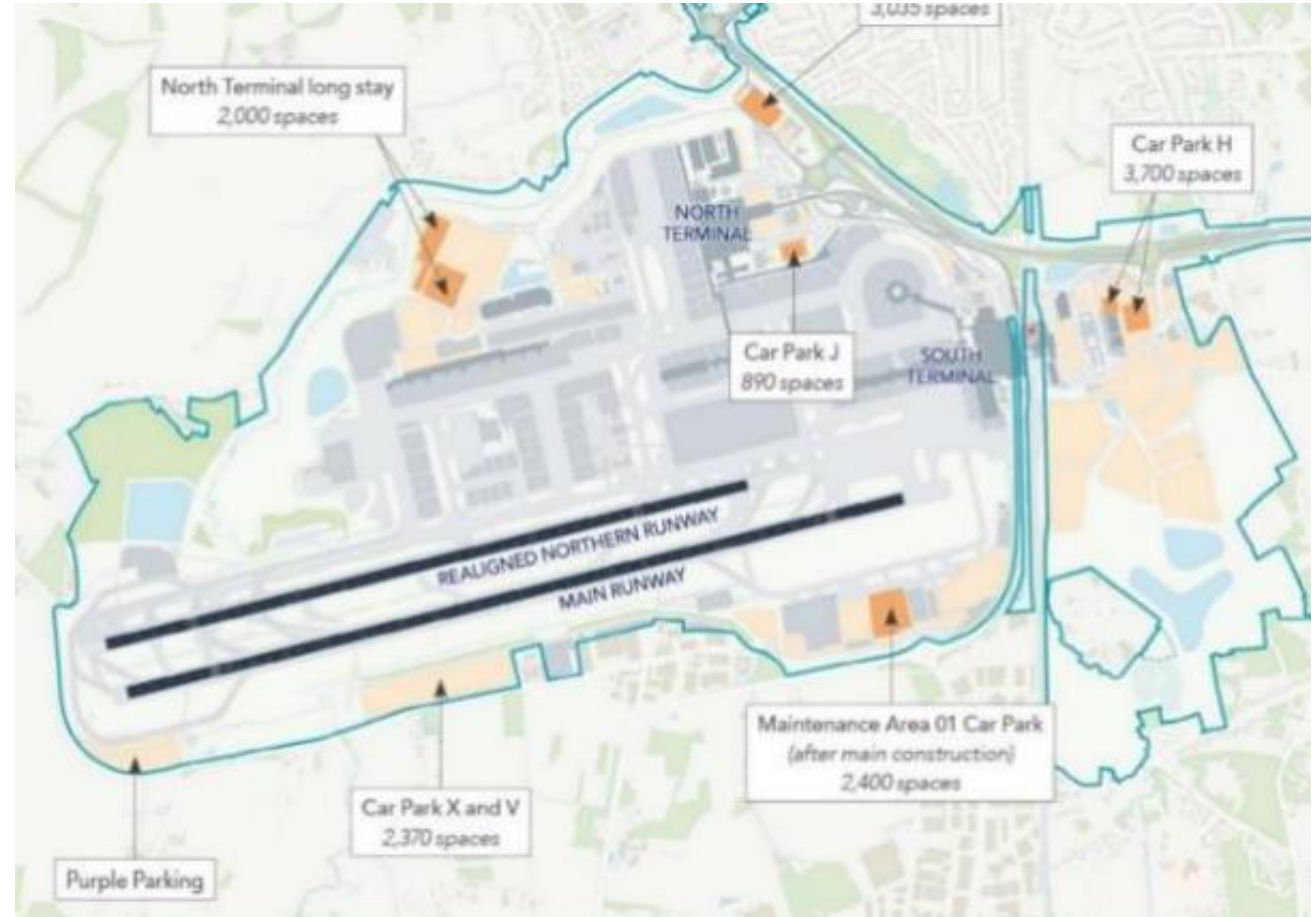 3,035 spaces
North Terminal long stay
2,000 spaces
Car Park H
3,700 spaces
NORTH
TERMINAL
Car Park J
890 spaces
SOUTH
TERMINAL
REALIGNED NORTHERN RUNWAY
MAIN RUNWAY
Maintenance Area 01 Car Park
(after main construction)
2,400 spaces
Car Park X and V
2,370 spaces
Purple Parking